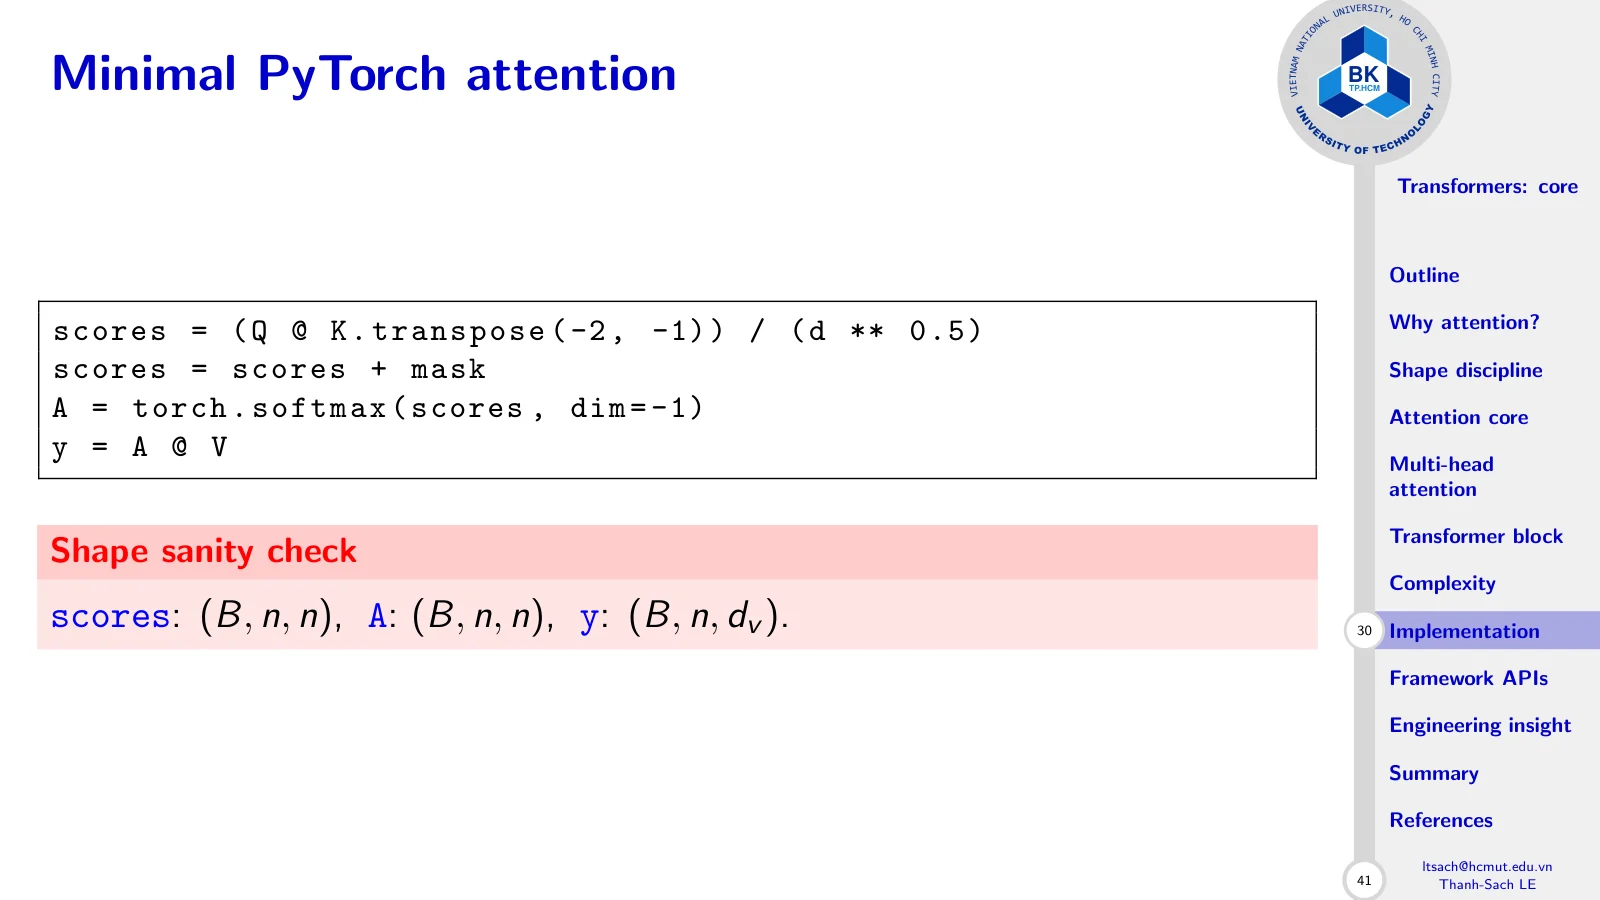 Minimal PyTorch attention
scores = (Q @ K.transpose(-2, -1)) / (d ** 0.5)
scores = scores + mask
A = torch.softmax(scores, dim=-1)
y = A @ V
Shape sanity check
scores: (B, n, n), A: (B, n, n), y: (B, n, d_v).
VIETNAM NATIONAL UNIVERSITY, HO CHI MINH CITY
BK
TP.HCM
UNIVERSITY OF TECHNOLOGY
Transformers: core
Outline
Why attention?
Shape discipline
Attention core
Multi-head
attention
Transformer block
Complexity
30 Implementation
Framework APIs
Engineering insight
Summary
References
41
ltsach@hcmut.edu.vn
Thanh-Sach LE